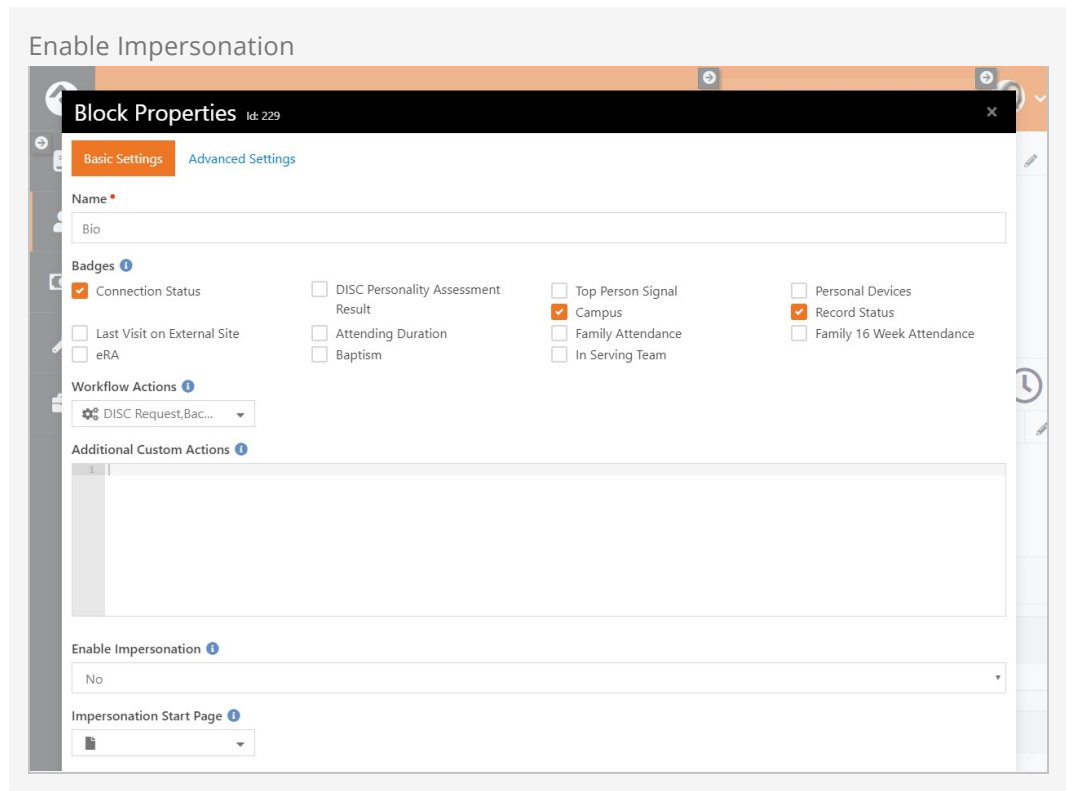 Enable Impersonation
Block Properties Id: 229 ×
Basic Settings Advanced Settings
Name
Bio
Badges
Connection Status DISC Personality Assessment Result Top Person Signal Personal Devices
Campus Record Status
Last Visit on External Site Attending Duration Family Attendance Family 16 Week Attendance
eRA Baptism In Serving Team
Workflow Actions
DISC Request,Bac...
Additional Custom Actions
1
Enable Impersonation
No
Impersonation Start Page